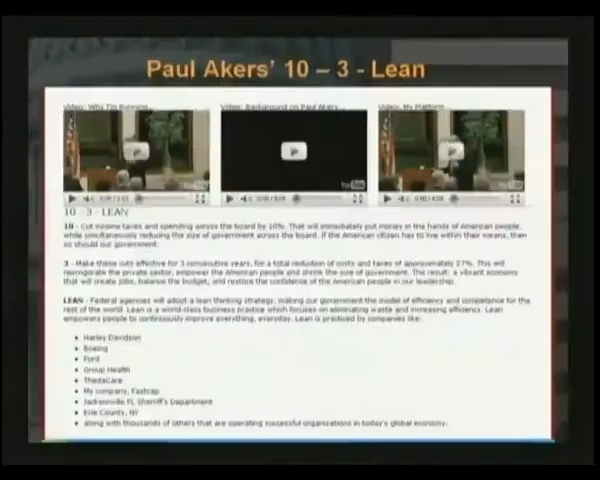 Paul Akers' 10 – 3 - Lean
Video: Why I'm Running...
Video: Background on Paul Akers...
Video: My Platform...
10 - 3 - LEAN
10 - Cut income taxes and spending across the board by 10%. That will immediately put money in the hands of American people,
while simultaneously reducing the size of government across the board. If the American citizen has to live within their means, then
so should our government.
3 - Make these cuts effective for 3 consecutive years, for a total reduction of costs and taxes of approximately 27%. This will
reinvigorate the private sector, empower the American people and shrink the size of government. The result: a vibrant economy
that will create jobs, balance the budget, and restore the confidence of the American people in our leadership.
LEAN - Federal agencies will adopt a lean thinking strategy, making our government the model of efficiency and competence for the
rest of the world. Lean is a world-class business practice which focuses on eliminating waste and increasing efficiency. Lean
empowers people to continuously improve everything, everyday. Lean is practiced by companies like:
• Harley Davidson
• Boeing
• Ford
• Group Health
• ThedaCare
• My company, Fastcap
• Jacksonville FL Sherriff's Department
• Erie County, NY
• along with thousands of others that are operating successful organizations in today's global economy.